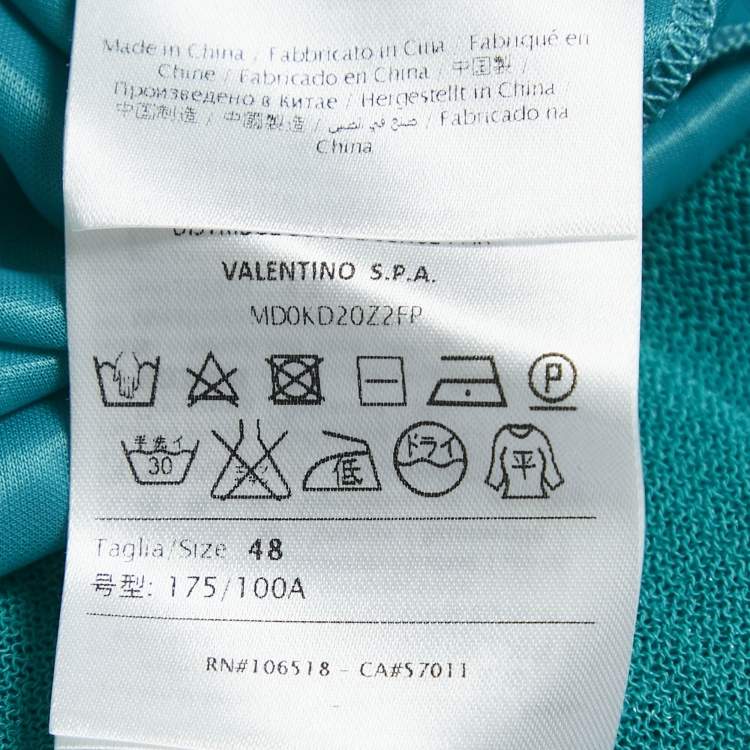 Made in China / Fabbricato in Cina / Fabriqué en
Chine / Fabricado en China / 中国製 /
Произведено в Китае / Hergestellt in China /
中国制造 / 中國製造 / صنع في الصين / Fabricado na
China
VALENTINO S.P.A.
MD0KD20Z2FP
P
手洗イ 30 低 ドライ 平
Taglia/Size 48
号型: 175/100A
RN#106518 - CA#57011